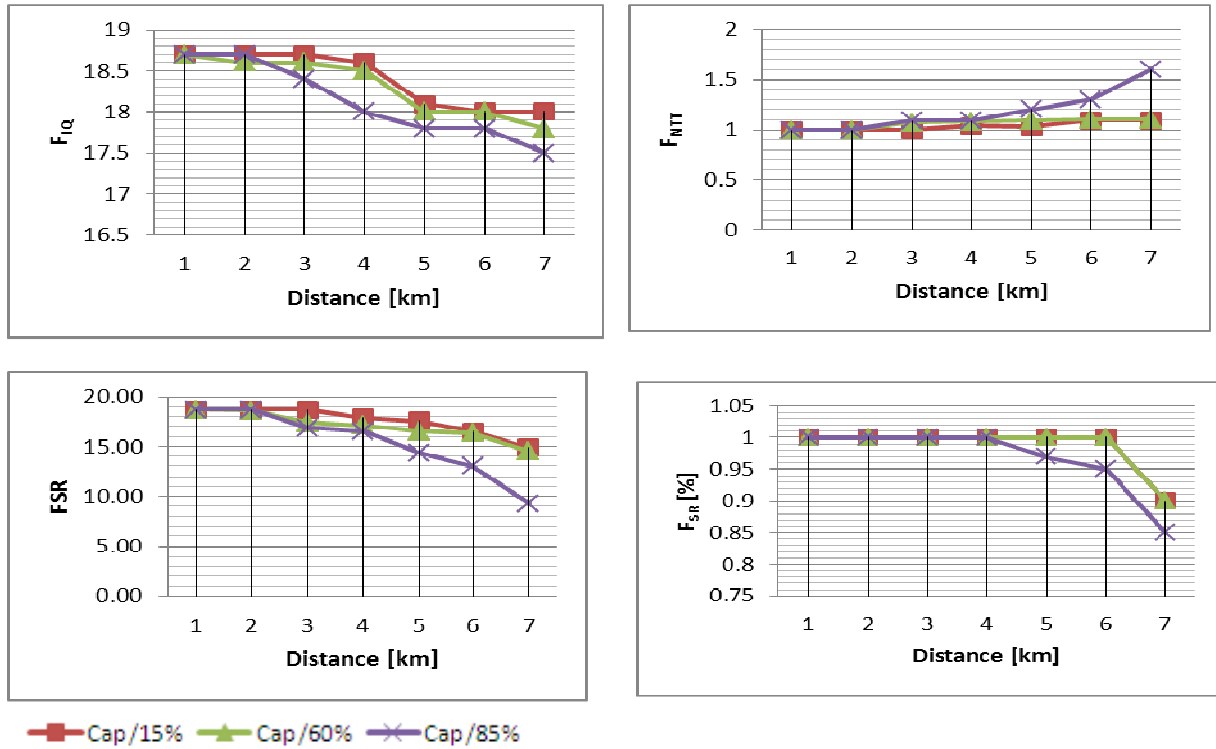 19
18.5
18
17.5
17
16.5
F_IQ
1 2 3 4 5 6 7
Distance [km]
2
1.5
1
0.5
0
F_NTT
1 2 3 4 5 6 7
Distance [km]
20.00
15.00
10.00
5.00
0.00
FSR
1 2 3 4 5 6 7
Distance [km]
1.05
1
0.95
0.9
0.85
0.8
0.75
F_SR [%]
1 2 3 4 5 6 7
Distance [km]
Cap/15% Cap/60% Cap/85%